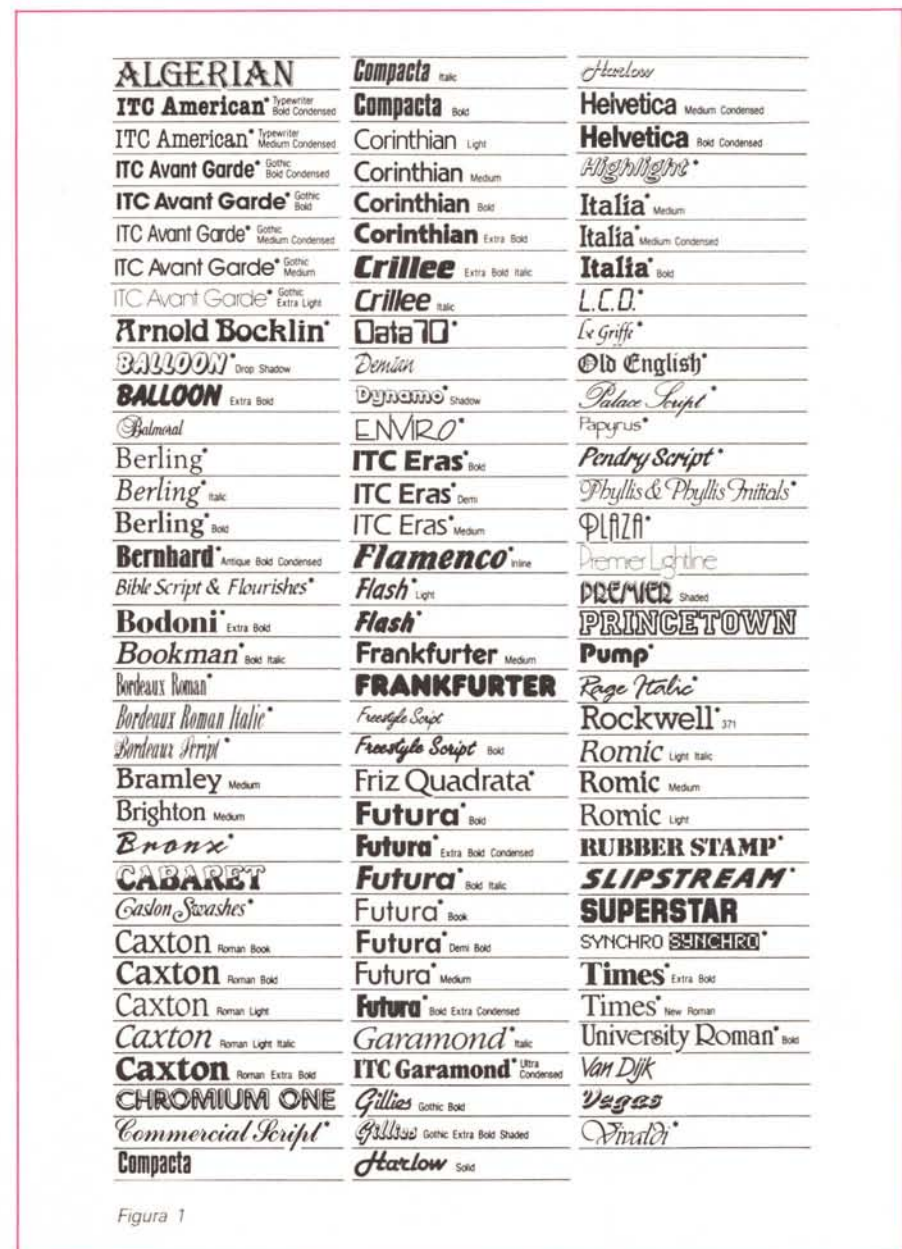 ALGERIAN
ITC American• Typewriter Bold Condensed
ITC American• Typewriter Medium Condensed
ITC Avant Garde• Gothic Bold Condensed
ITC Avant Garde• Gothic Bold
ITC Avant Garde• Gothic Medium Condensed
ITC Avant Garde• Gothic Medium
ITC Avant Garde• Gothic Extra Light
Arnold Bocklin•
BALLOON• Drop Shadow
BALLOON Extra Bold
Balmoral
Berling•
Berling• Italic
Berling• Bold
Bernhard• Antique Bold Condensed
Bible Script & Flourishes•
Bodoni• Extra Bold
Bookman• Bold Italic
Bordeaux Roman•
Bordeaux Roman Italic•
Bordeaux Script•
Bramley Medium
Brighton Medium
Bronx•
CABARET
Caslon Swashes•
Caxton Roman Book
Caxton Roman Bold
Caxton Roman Light
Caxton Roman Light Italic
Caxton Roman Extra Bold
CHROMIUM ONE
Commercial Script•
Compacta
Compacta Italic
Compacta Bold
Corinthian Light
Corinthian Medium
Corinthian Bold
Corinthian Extra Bold
Crillee Extra Bold Italic
Crillee Italic
Data 70•
Demian
Dynamo• Shadow
ENVIRO•
ITC Eras• Bold
ITC Eras• Demi
ITC Eras• Medium
Flamenco• Inline
Flash• Light
Flash•
Frankfurter Medium
FRANKFURTER
Freestyle Script
Freestyle Script Bold
Friz Quadrata•
Futura• Bold
Futura• Extra Bold Condensed
Futura• Bold Italic
Futura• Book
Futura• Demi Bold
Futura• Medium
Futura• Bold Extra Condensed
Garamond• Italic
ITC Garamond• Ultra Condensed
Gillies Gothic Bold
Gillies Gothic Extra Bold Shaded
Harlow Solid
Harlow
Helvetica Medium Condensed
Helvetica Bold Condensed
Highlight•
Italia• Medium
Italia• Medium Condensed
Italia• Bold
L.C.D.•
Le Griffe•
Old English•
Palace Script•
Papyrus•
Pendry Script•
Phyllis & Phyllis Initials•
PLAZA•
Premier Lightline
PREMIER Shaded
PRINCETOWN
Pump•
Rage Italic•
Rockwell• 371
Romic Light Italic
Romic Medium
Romic Light
RUBBER STAMP•
SLIPSTREAM•
SUPERSTAR
SYNCHRO SYNCHRO•
Times• Extra Bold
Times• New Roman
University Roman• Bold
Van Dijk
Vegas
Vivaldi•
Figura 1